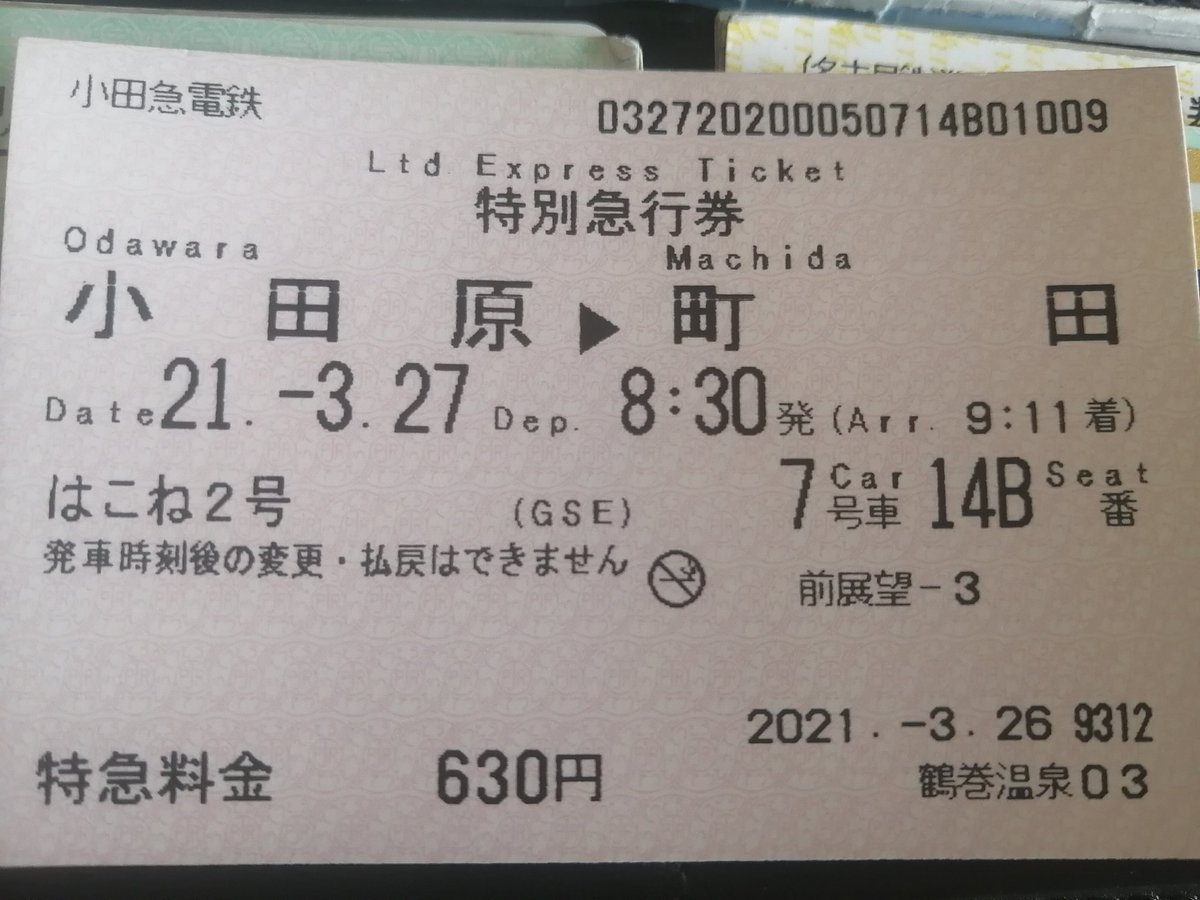 小田急電鉄
032720200050714B01009
Ltd Express Ticket
特別急行券
Odawara Machida
小田原▶町田
Date 21.-3.27 Dep. 8:30発 (Arr. 9:11着)
はこね2号 (GSE) 7 Car 号車 14B Seat 番
発車時刻後の変更・払戻はできません
前展望-3
2021.-3.26 9312
特急料金 630円 鶴巻温泉03